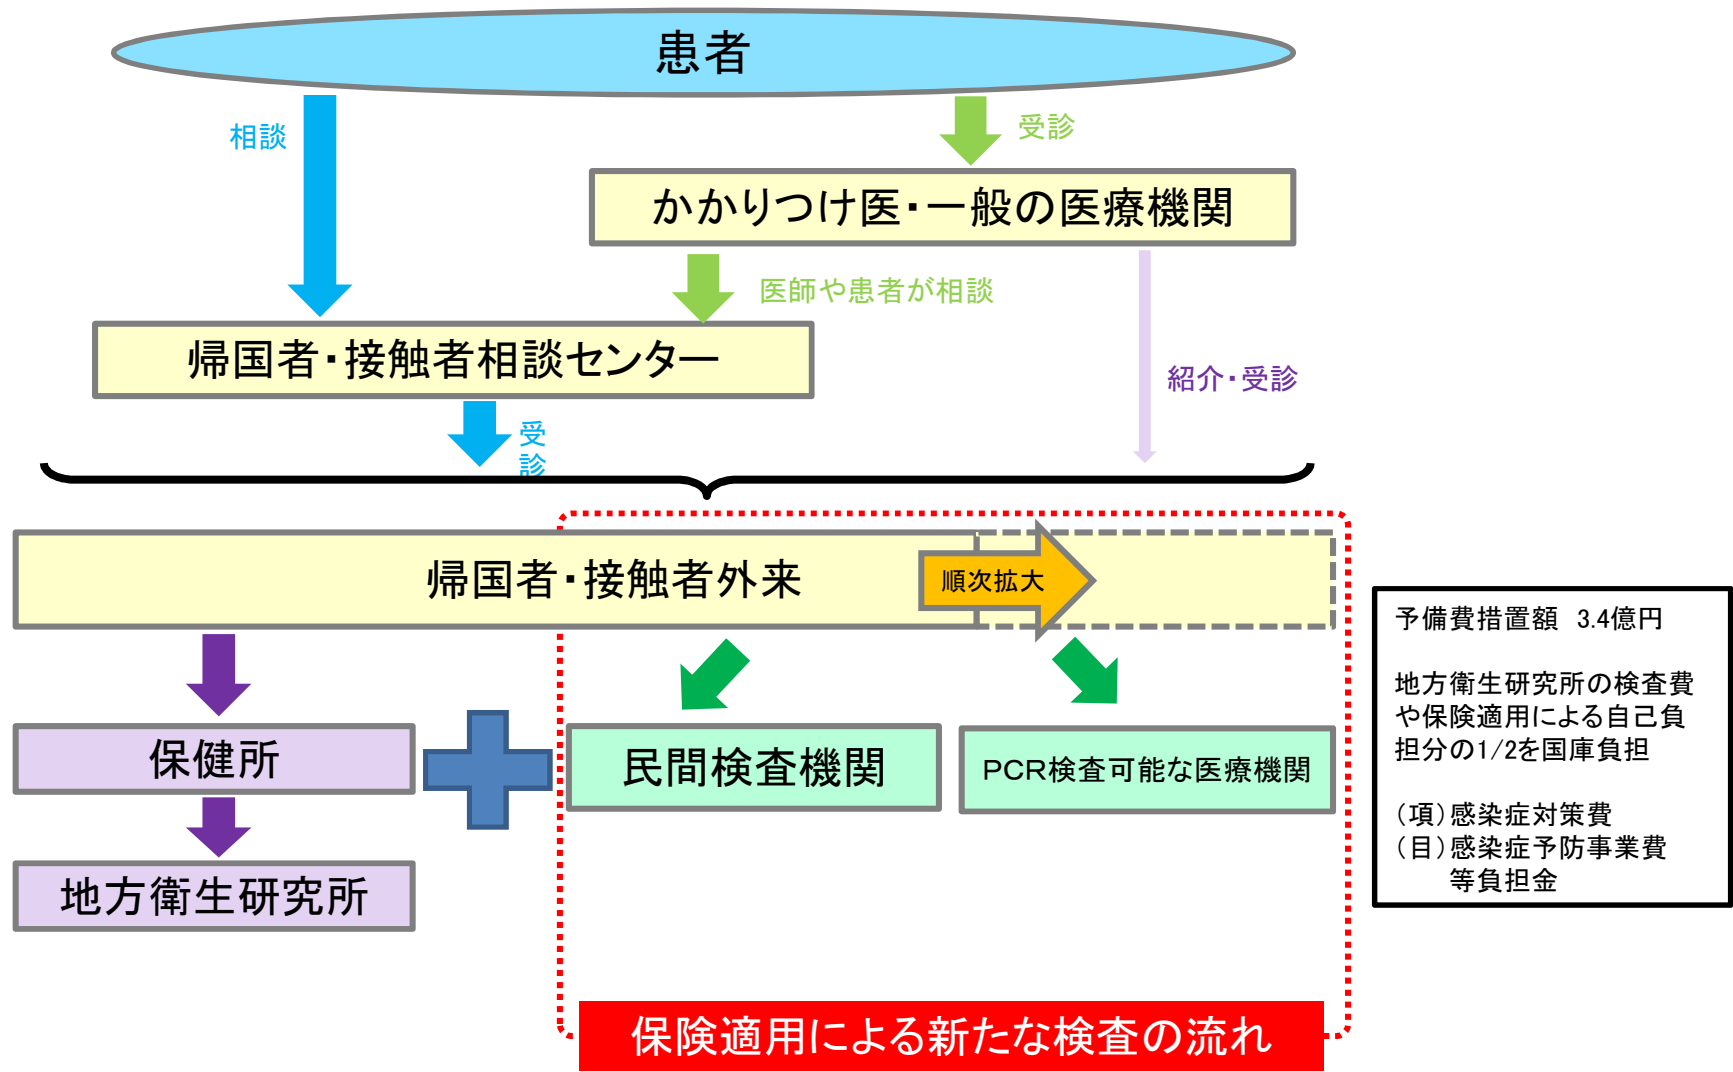 患者
相談
受診
かかりつけ医・一般の医療機関
医師や患者が相談
帰国者・接触者相談センター
紹介・受診
受
診
帰国者・接触者外来
順次拡大
保健所
民間検査機関
PCR検査可能な医療機関
地方衛生研究所
保険適用による新たな検査の流れ
予備費措置額 3.4億円
地方衛生研究所の検査費
や保険適用による自己負
担分の1/2を国庫負担
（項）感染症対策費
（目）感染症予防事業費
等負担金